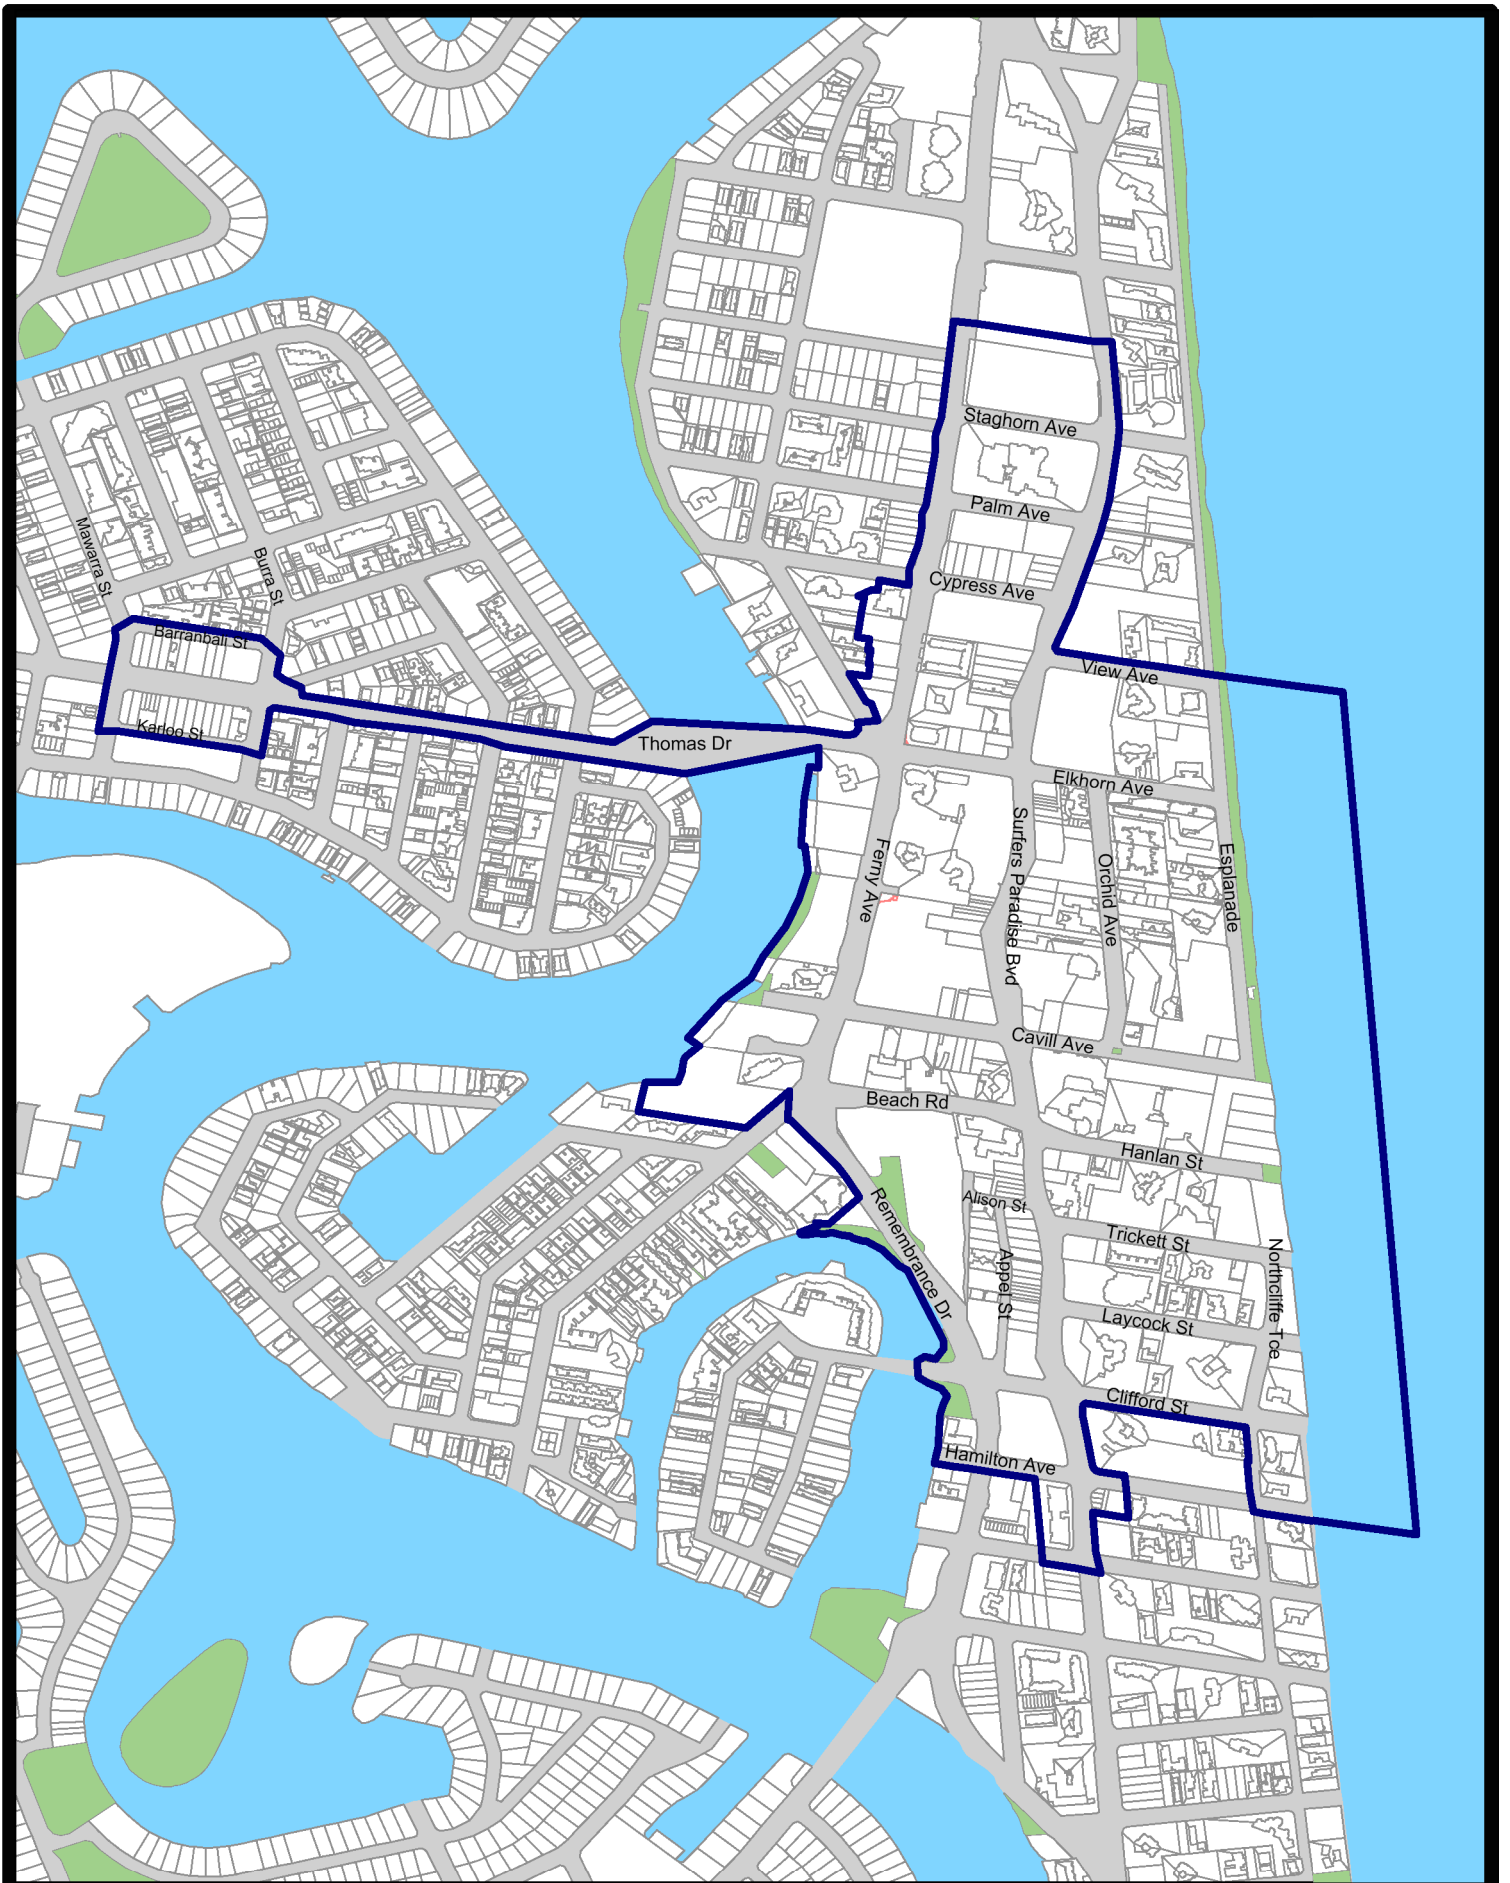 Staghorn Ave
Palm Ave
Cypress Ave
Mawarra St
Burra St
Barranball St
View Ave
Karloo St
Thomas Dr
Elkhorn Ave
Ferny Ave
Surfers Paradise Bvd
Orchid Ave
Esplanade
Cavill Ave
Beach Rd
Hanlan St
Alison St
Remembrance Dr
Appel St
Trickett St
Northcliffe Tce
Laycock St
Clifford St
Hamilton Ave